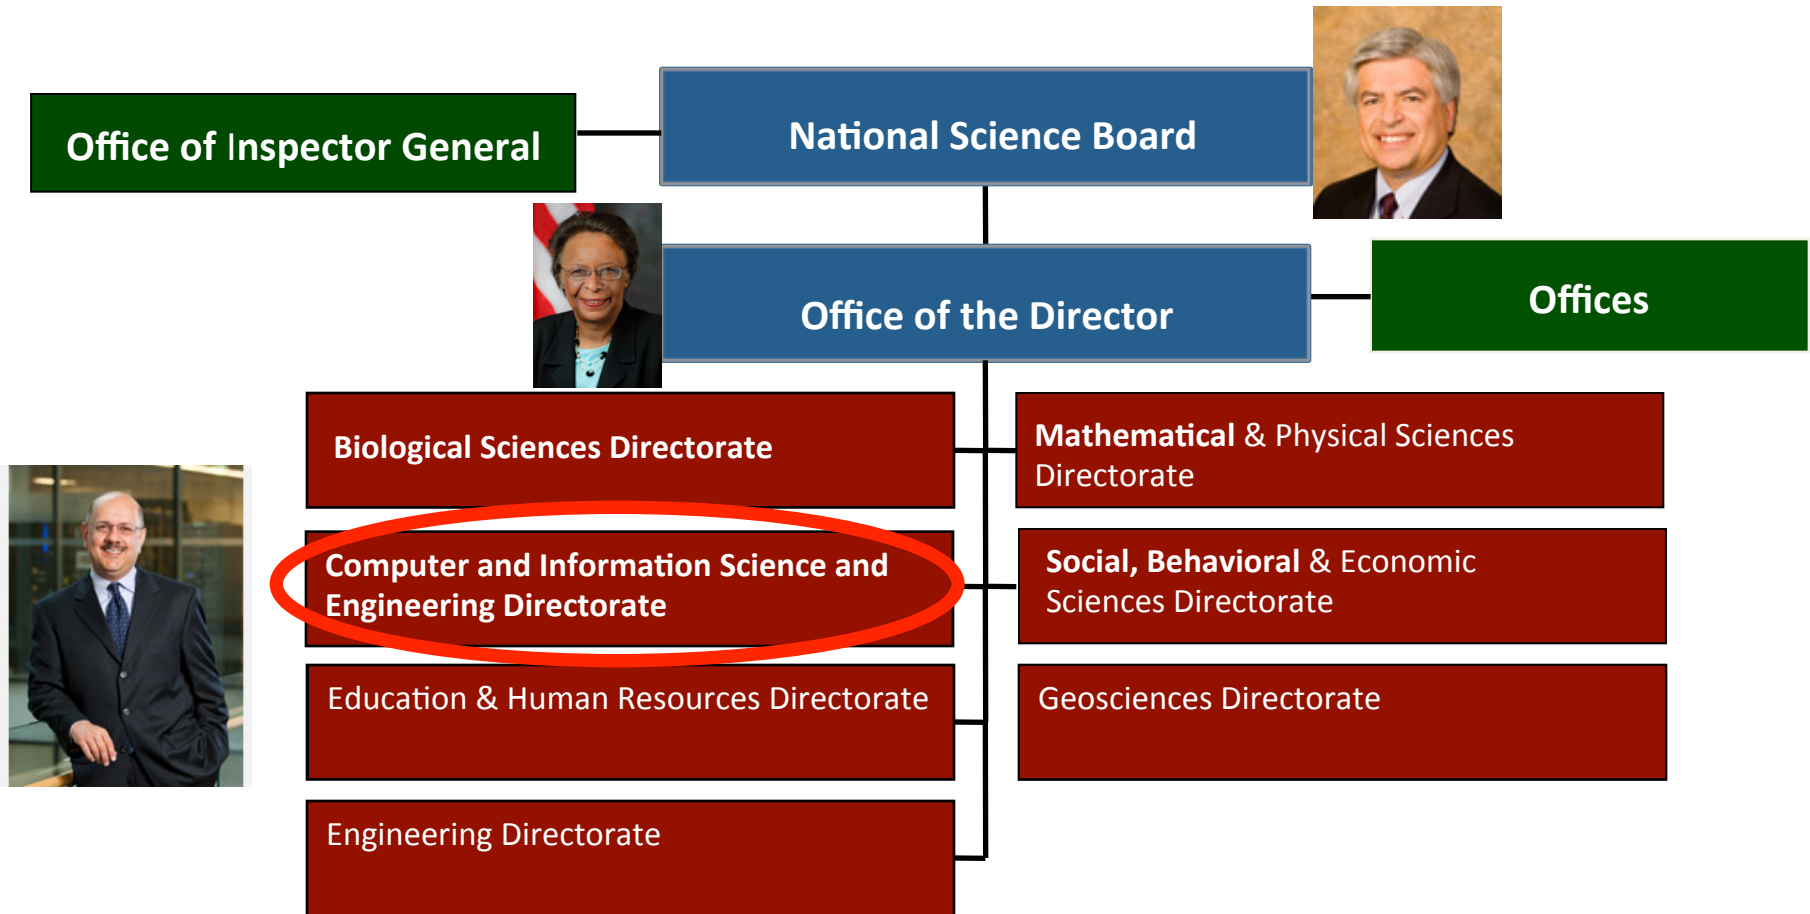 Office of Inspector General
National Science Board
Office of the Director
Offices
Biological Sciences Directorate
Mathematical & Physical Sciences
Directorate
Computer and Information Science and
Engineering Directorate
Social, Behavioral & Economic
Sciences Directorate
Education & Human Resources Directorate
Geosciences Directorate
Engineering Directorate